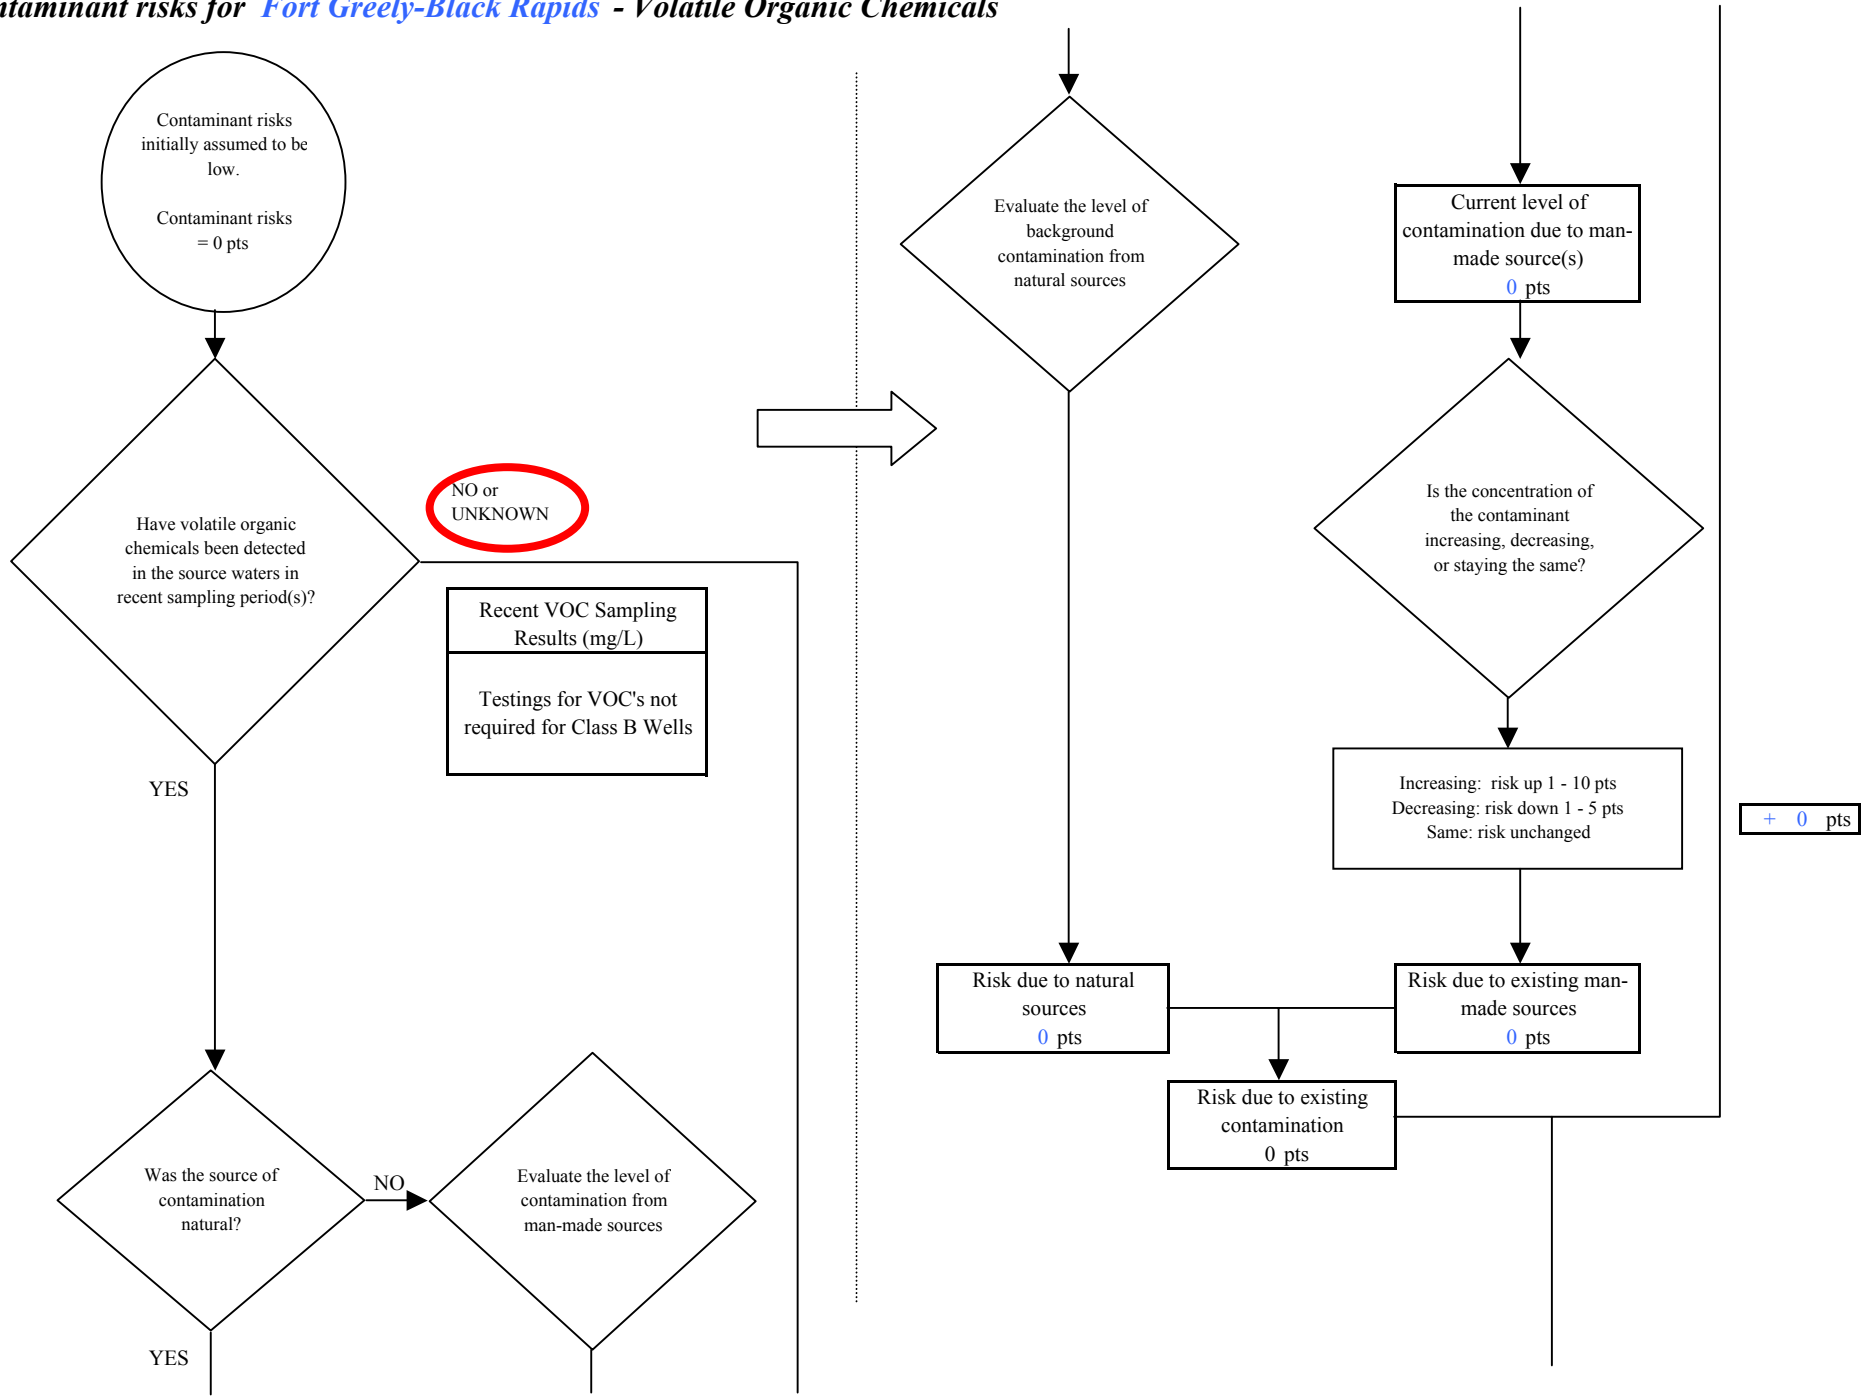 ntaminant risks for Fort Greely-Black Rapids - Volatile Organic Chemicals
Contaminant risks
initially assumed to be
low.
Contaminant risks
= 0 pts
Have volatile organic
chemicals been detected
in the source waters in
recent sampling period(s)?
NO or
UNKNOWN
Recent VOC Sampling
Results (mg/L)
Testings for VOC's not
required for Class B Wells
YES
Was the source of
contamination
natural?
NO
Evaluate the level of
contamination from
man-made sources
YES
Evaluate the level of
background
contamination from
natural sources
Current level of
contamination due to man-
made source(s)
0 pts
Is the concentration of
the contaminant
increasing, decreasing,
or staying the same?
Increasing: risk up 1 - 10 pts
Decreasing: risk down 1 - 5 pts
Same: risk unchanged
+ 0 pts
Risk due to natural
sources
0 pts
Risk due to existing man-
made sources
0 pts
Risk due to existing
contamination
0 pts